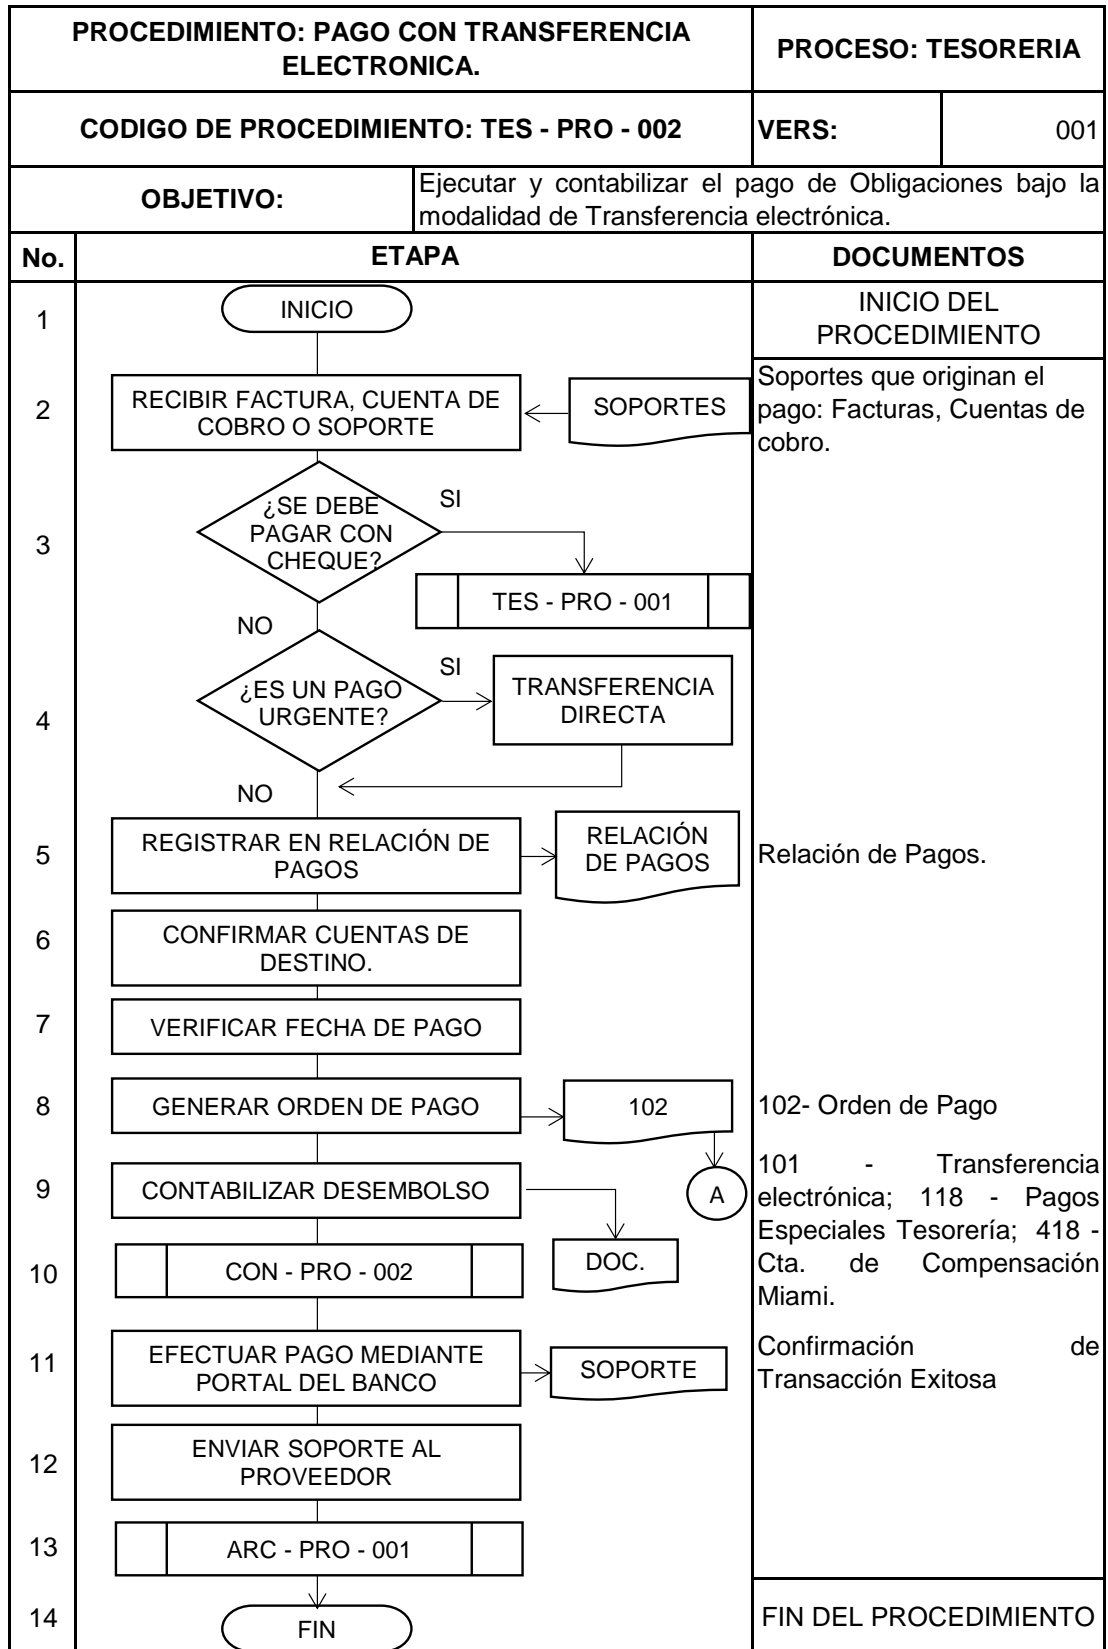 PROCEDIMIENTO: PAGO CON TRANSFERENCIA
ELECTRONICA.
PROCESO: TESORERIA
CODIGO DE PROCEDIMIENTO: TES - PRO - 002
VERS:
001
OBJETIVO:
Ejecutar y contabilizar el pago de Obligaciones bajo la
modalidad de Transferencia electrónica.
No.
ETAPA
DOCUMENTOS
1
INICIO
INICIO DEL
PROCEDIMIENTO
2
RECIBIR FACTURA, CUENTA DE
COBRO O SOPORTE
SOPORTES
Soportes que originan el
pago: Facturas, Cuentas de
cobro.
3
¿SE DEBE
PAGAR CON
CHEQUE?
SI
TES - PRO - 001
NO
4
¿ES UN PAGO
URGENTE?
SI
TRANSFERENCIA
DIRECTA
NO
5
REGISTRAR EN RELACIÓN DE
PAGOS
RELACIÓN
DE PAGOS
Relación de Pagos.
6
CONFIRMAR CUENTAS DE
DESTINO.
7
VERIFICAR FECHA DE PAGO
8
GENERAR ORDEN DE PAGO
102
102- Orden de Pago
9
CONTABILIZAR DESEMBOLSO
A
DOC.
101 - Transferencia
electrónica; 118 - Pagos
Especiales Tesorería; 418 -
Cta. de Compensación
Miami.
10
CON - PRO - 002
11
EFECTUAR PAGO MEDIANTE
PORTAL DEL BANCO
SOPORTE
Confirmación de
Transacción Exitosa
12
ENVIAR SOPORTE AL
PROVEEDOR
13
ARC - PRO - 001
14
FIN
FIN DEL PROCEDIMIENTO